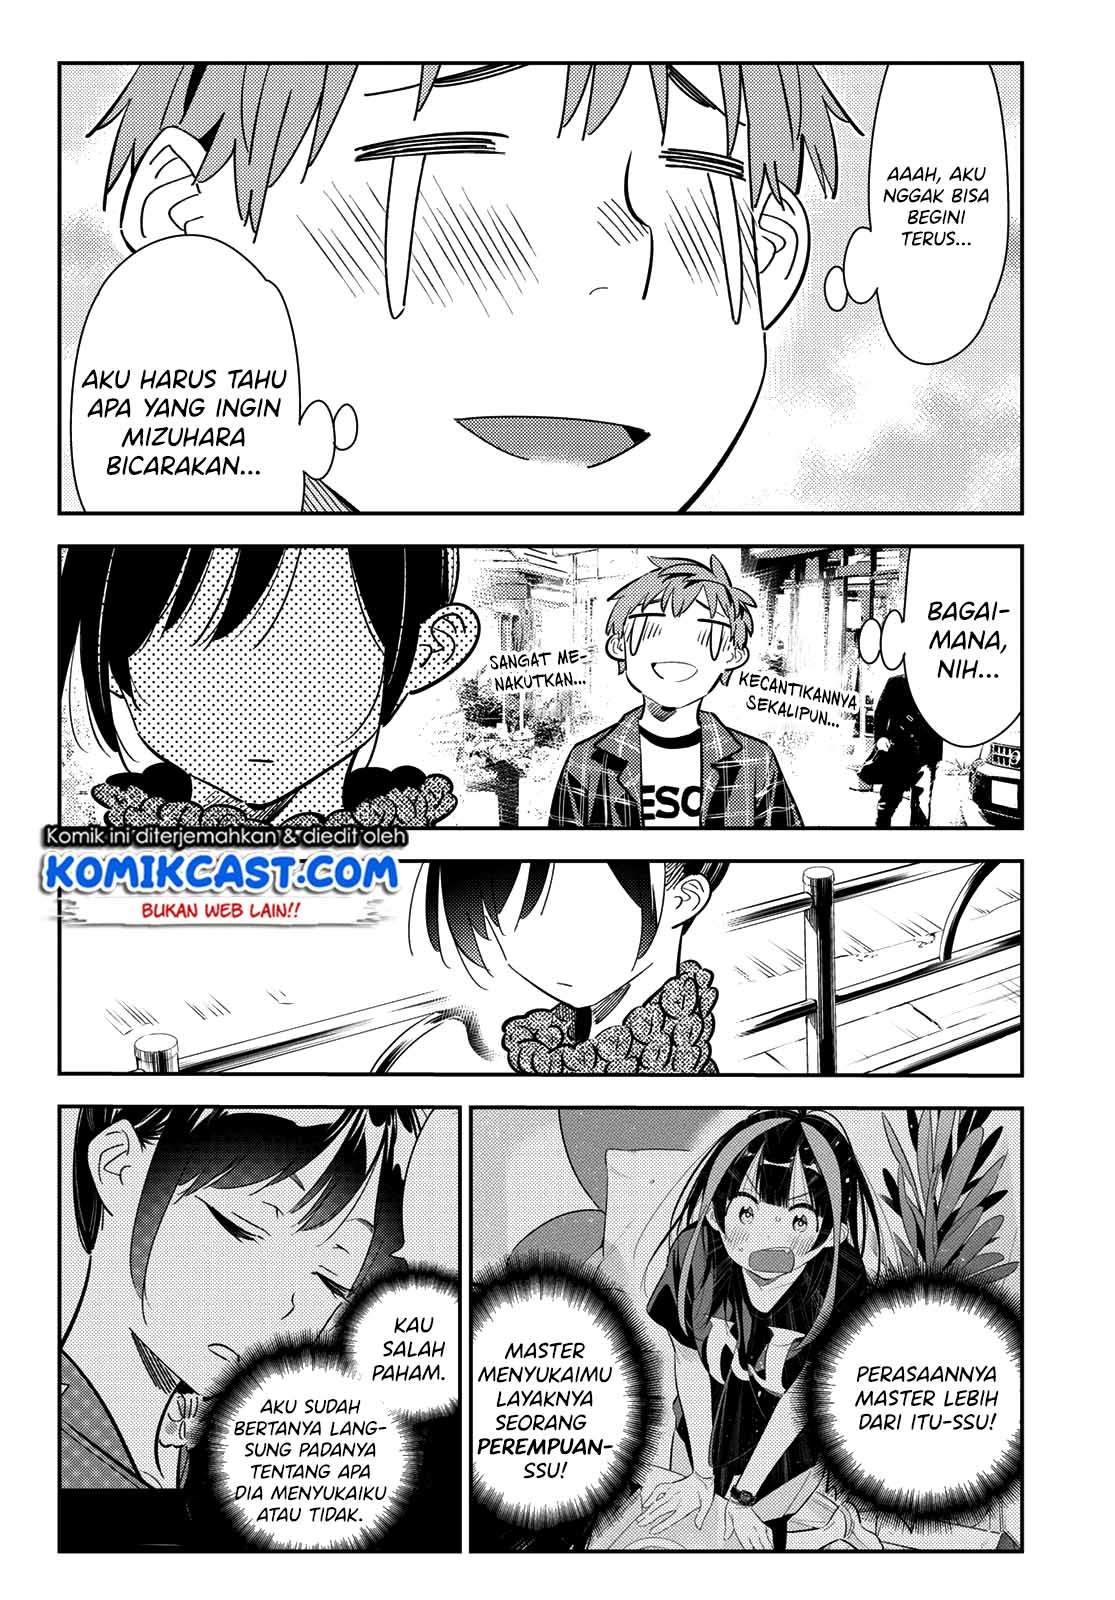 AAAH, AKU
NGGAK BISA
BEGINI
TERUS...
AKU HARUS TAHU
APA YANG INGIN
MIZUHARA
BICARAKAN...
BAGAI-
MANA,
NIH...
KECANTIKANNYA
SEKALIPUN...
SANGAT ME-
NAKUTKAN...
ESC
Komik ini diterjemahkan & diedit oleh
KOMIKCAST.COM
BUKAN WEB LAIN!!
PERASAANNYA
MASTER LEBIH
DARI ITU-SSU!
MASTER
MENYUKAIMU
LAYAKNYA
SEORANG
PEREMPUAN-
SSU!
KAU
SALAH
PAHAM.
AKU SUDAH
BERTANYA LANG-
SUNG PADANYA
TENTANG APA
DIA MENYUKAIKU
ATAU TIDAK.